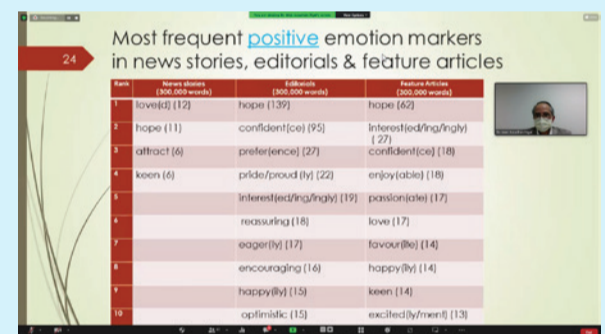 Most frequent positive emotion markers
24
in news stories, editorials & feature articles
Rank News stories Editorials Feature Articles
(300,000 words) (300,000 words) (300,000 words)
1 love(d) (12) hope (139) hope (62)
2 hope (11) confident(ce) (95) interest(ed/ing/ingly)
( 27)
3 attract (6) prefer(ence) (27) confident(ce) (18)
4 keen (6) pride/proud (ly) (22) enjoy(able) (18)
5 interest(ed/ing/ingly) (19) passion(ate) (17)
6 reassuring (18) love (17)
7 eager(ly) (17) favour(ite) (14)
8 encouraging (16) happy(ily) (14)
9 happy(ily) (15) keen (14)
10 optimistic (15) excited(ly/ment) (13)